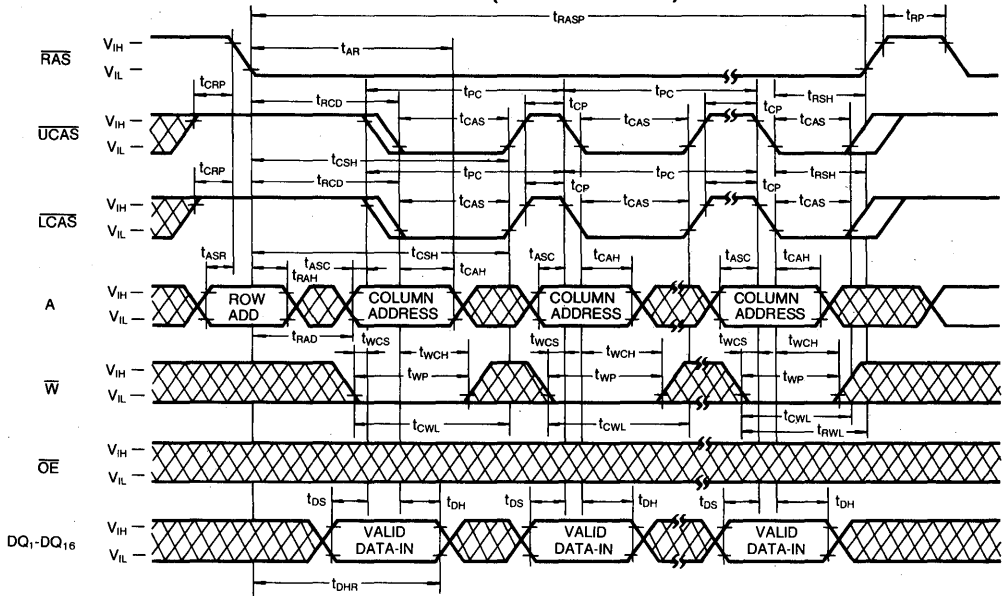 tRASP tRP
RAS VIH VIL tAR
tCRP tRCD tPC tPC tRSH
UCAS VIH VIL tCAS tCP tCAS tCP tCAS
tCSH
tCRP tRCD tPC tPC tRSH
LCAS VIH VIL tCAS tCP tCAS tCP tCAS
tCSH
tASR tRAH tASC tCAH tASC tCAH tASC tCAH
A VIH VIL ROW ADD COLUMN ADDRESS COLUMN ADDRESS COLUMN ADDRESS
tRAD tWCS tWCH tWCS tWCH tWCS tWCH
W VIH VIL tWP tWP tWP
tCWL tCWL tCWL
tRWL
OE VIH VIL
tDS tDH tDS tDH tDS tDH
DQ1-DQ16 VIH VIL VALID DATA-IN VALID DATA-IN VALID DATA-IN
tDHR